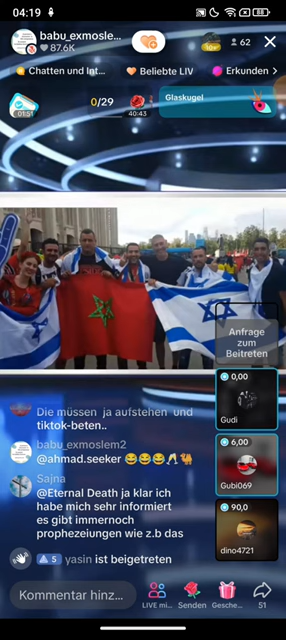 04:19
88
babu_exmosle...
87.6K
10+
62
Chatten und Int...
Beliebte LIV
Erkunden
01:51
0/29
40:43
Glaskugel
Anfrage
zum
Beitreten
0,00
Gudi
6,00
Gubi069
90,0
dino4721
Die müssen ja aufstehen und
tiktok-beten..
babu_exmoslem2
@ahmad.seeker 😂😂😂🥂🐪
Sajna
@Eternal Death ja klar ich
habe mich sehr informiert
es gibt immernoch
prophezeiungen wie z.b das
5 yasin ist beigetreten
Kommentar hinz...
LIVE mi...
Senden
Gesche...
51